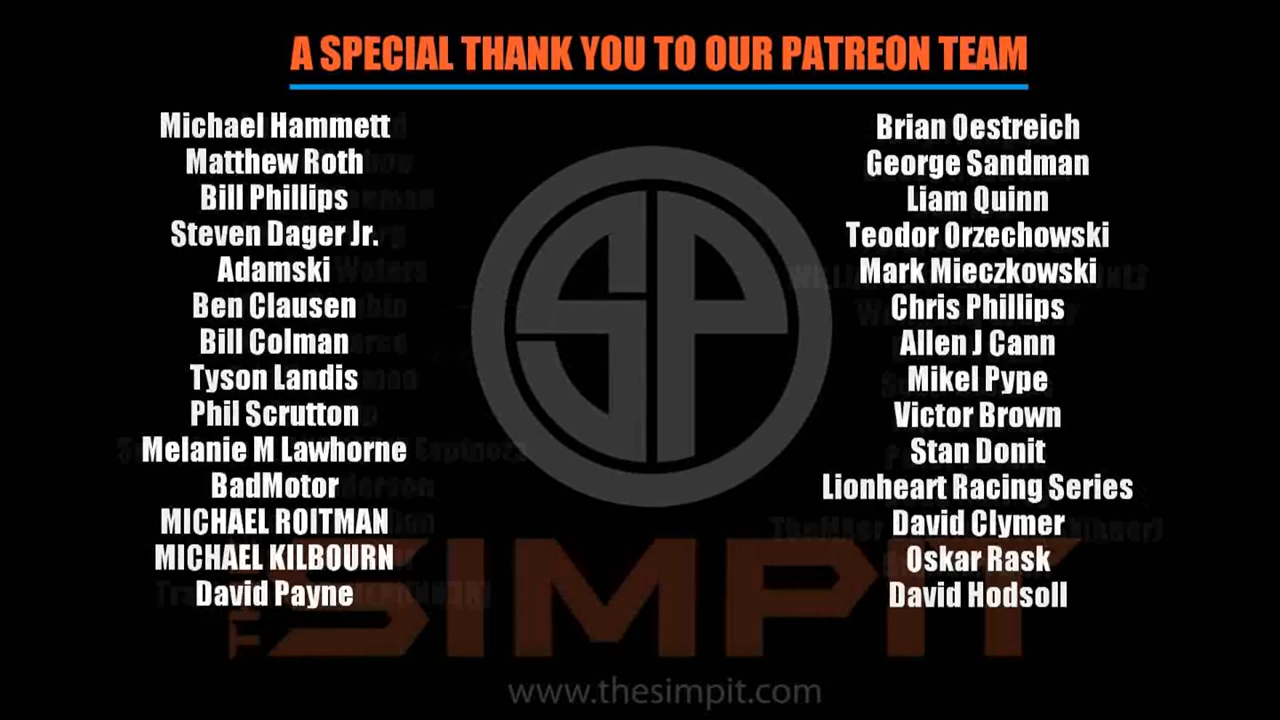 A SPECIAL THANK YOU TO OUR PATREON TEAM
Michael Hammett
Matthew Roth
Bill Phillips
Steven Dager Jr.
Adamski
Ben Clausen
Bill Colman
Tyson Landis
Phil Scrutton
Melanie M Lawhorne
BadMotor
MICHAEL ROITMAN
MICHAEL KILBOURN
David Payne
Brian Oestreich
George Sandman
Liam Quinn
Teodor Orzechowski
Mark Mieczkowski
Chris Phillips
Allen J Cann
Mikel Pype
Victor Brown
Stan Donit
Lionheart Racing Series
David Clymer
Oskar Rask
David Hodsoll
SP
THE SIMPIT
www.thesimpit.com